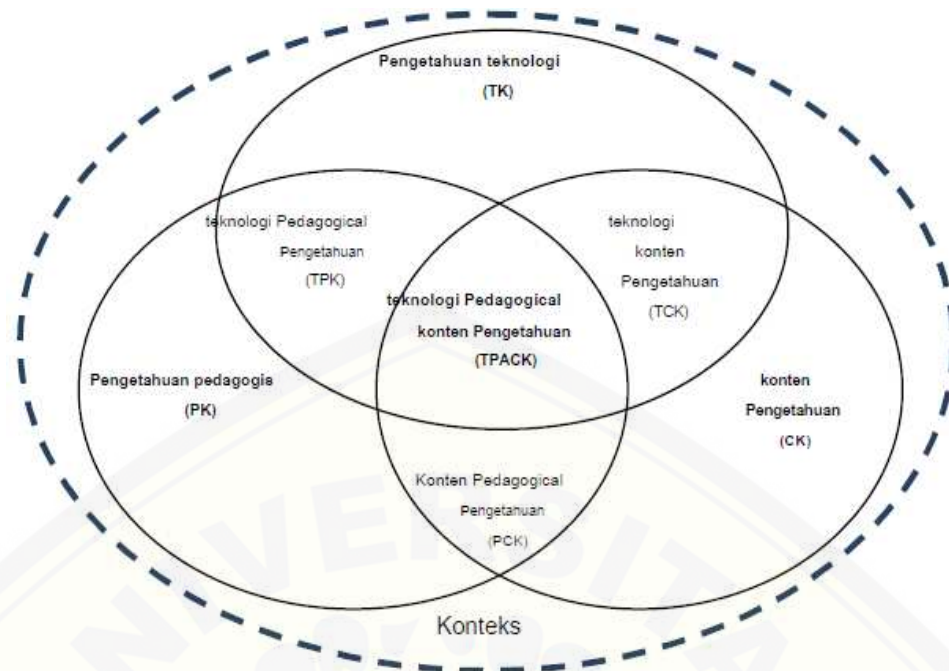 Pengetahuan teknologi
(TK)
teknologi Pedagogical
Pengetahuan
(TPK)
teknologi
konten
Pengetahuan
(TCK)
teknologi Pedagogical
konten Pengetahuan
(TPACK)
Pengetahuan pedagogis
(PK)
konten
Pengetahuan
(CK)
Konten Pedagogical
Pengetahuan
(PCK)
Konteks
NIVERSITA